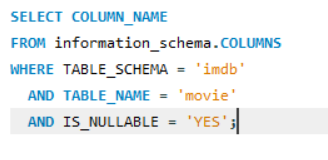 SELECT COLUMN_NAME
FROM information_schema.COLUMNS
WHERE TABLE_SCHEMA = 'imdb'
AND TABLE_NAME = 'movie'
AND IS_NULLABLE = 'YES';